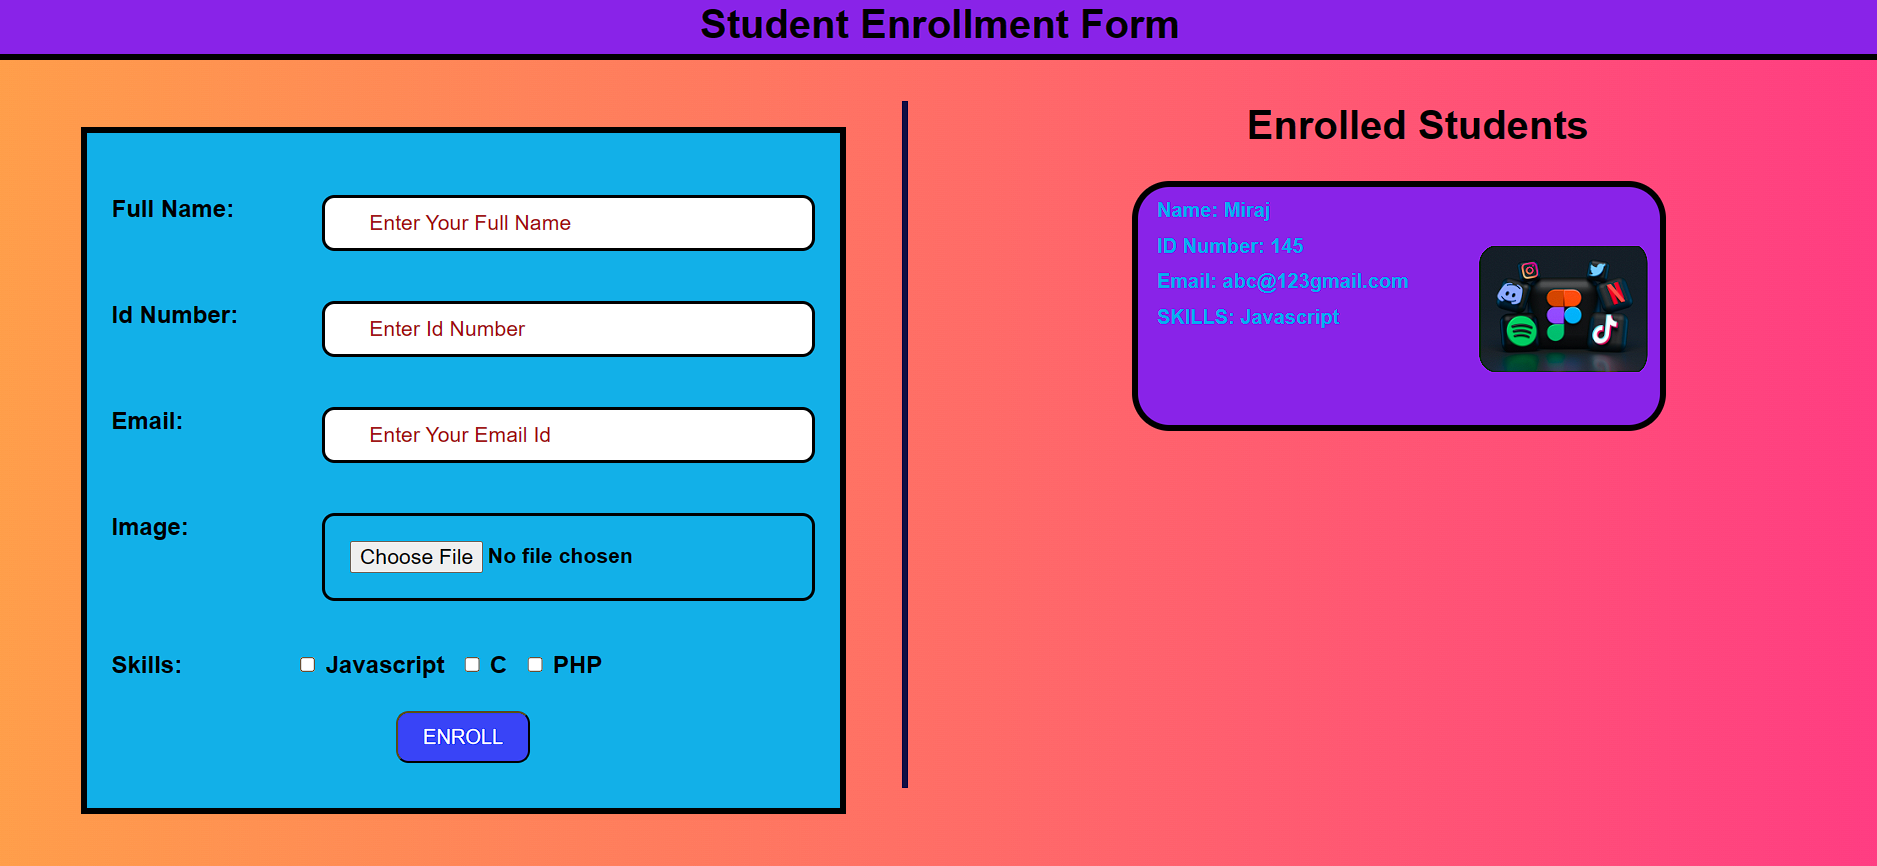 Student Enrollment Form
Full Name:
Enter Your Full Name
Id Number:
Enter Id Number
Email:
Enter Your Email Id
Image:
Choose File No file chosen
Skills: Javascript C PHP
ENROLL
Enrolled Students
Name: Miraj
ID Number: 145
Email: abc@123gmail.com
SKILLS: Javascript